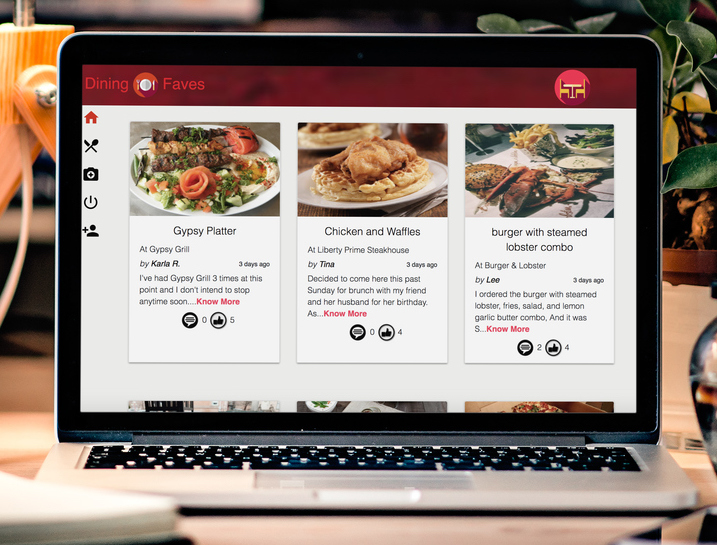 Dining Faves
Gypsy Platter
At Gypsy Grill
by Karla R. 3 days ago
I've had Gypsy Grill 3 times at this
point and I don't intend to stop
anytime soon....Know More
0 5
Chicken and Waffles
At Liberty Prime Steakhouse
by Tina 3 days ago
Decided to come here this past
Sunday for brunch with my friend
and her husband for her birthday.
As...Know More
0 4
burger with steamed
lobster combo
At Burger & Lobster
by Lee 3 days ago
I ordered the burger with steamed
lobster, fries, salad, and lemon
garlic butter combo, And it was
S...Know More
2 4